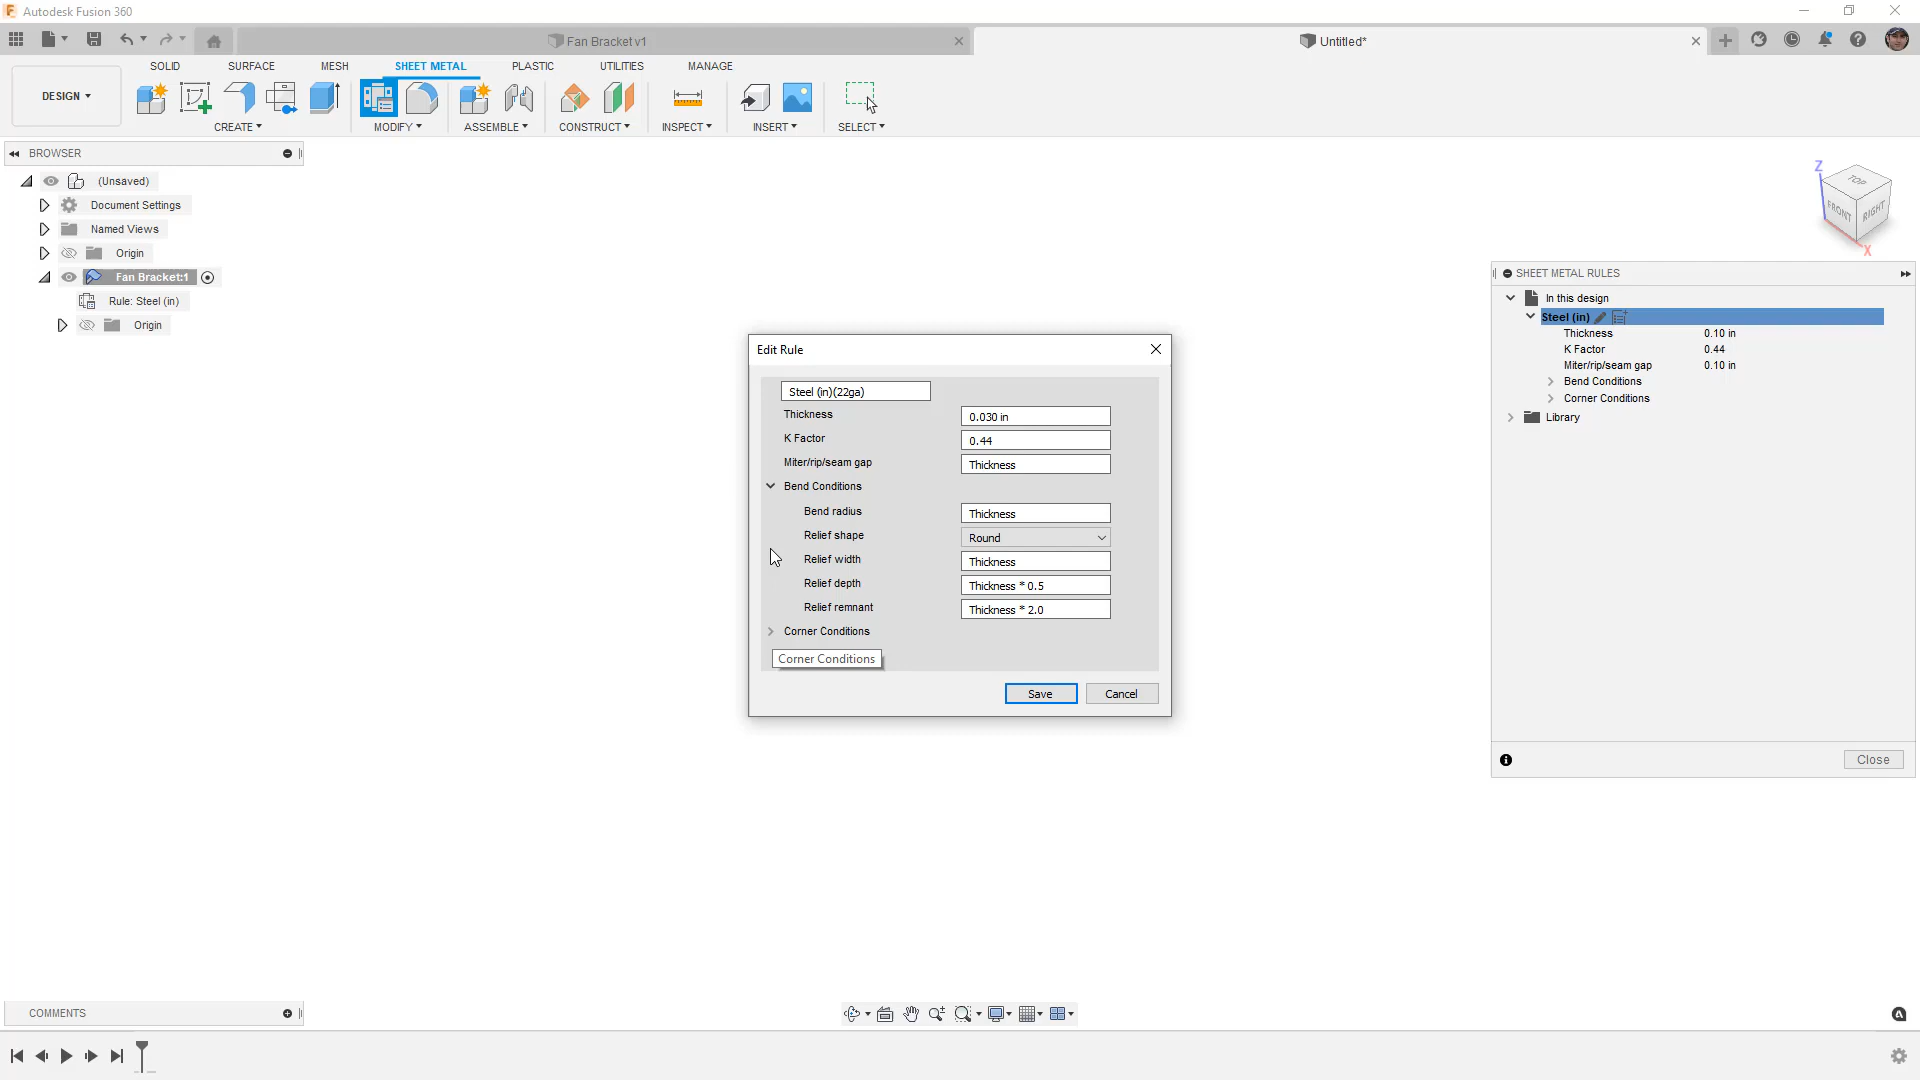 Autodesk Fusion 360
Fan Bracket v1
Untitled*
SOLID SURFACE MESH SHEET METAL PLASTIC UTILITIES MANAGE
DESIGN
CREATE MODIFY ASSEMBLE CONSTRUCT INSPECT INSERT SELECT
BROWSER
(Unsaved)
Document Settings
Named Views
Origin
Fan Bracket:1
Rule: Steel (in)
Origin
Z
TOP
FRONT
RIGHT
X
SHEET METAL RULES
In this design
Steel (in)
Thickness 0.10 in
K Factor 0.44
Miter/rip/seam gap 0.10 in
Bend Conditions
Corner Conditions
Library
Close
Edit Rule
Steel (in)(22ga)
Thickness 0.030 in
K Factor 0.44
Miter/rip/seam gap Thickness
Bend Conditions
Bend radius Thickness
Relief shape Round
Relief width Thickness
Relief depth Thickness * 0.5
Relief remnant Thickness * 2.0
Corner Conditions
Corner Conditions
Save Cancel
COMMENTS